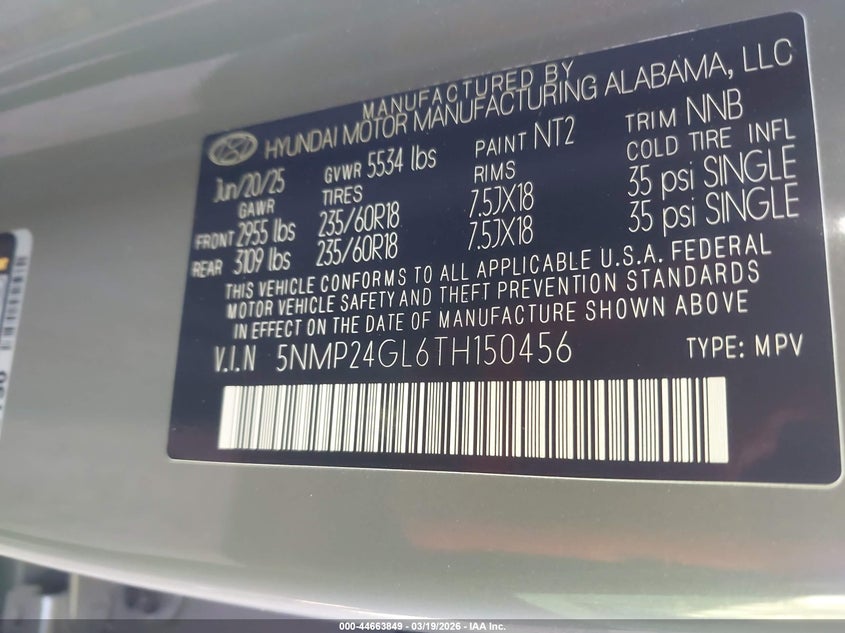 MANUFACTURED BY
HYUNDAI MOTOR MANUFACTURING ALABAMA, LLC
Jun/20/25 GVWR 5534 lbs PAINT NT2 TRIM NNB
GAWR TIRES RIMS COLD TIRE INFL
FRONT 2955 lbs 235/60R18 7.5JX18 35 psi SINGLE
REAR 3109 lbs 235/60R18 7.5JX18 35 psi SINGLE
THIS VEHICLE CONFORMS TO ALL APPLICABLE U.S.A. FEDERAL
MOTOR VEHICLE SAFETY AND THEFT PREVENTION STANDARDS
IN EFFECT ON THE DATE OF MANUFACTURE SHOWN ABOVE
V.I.N 5NMP24GL6TH150456 TYPE: MPV
000-44663849 - 03/19/2026 - IAA Inc.